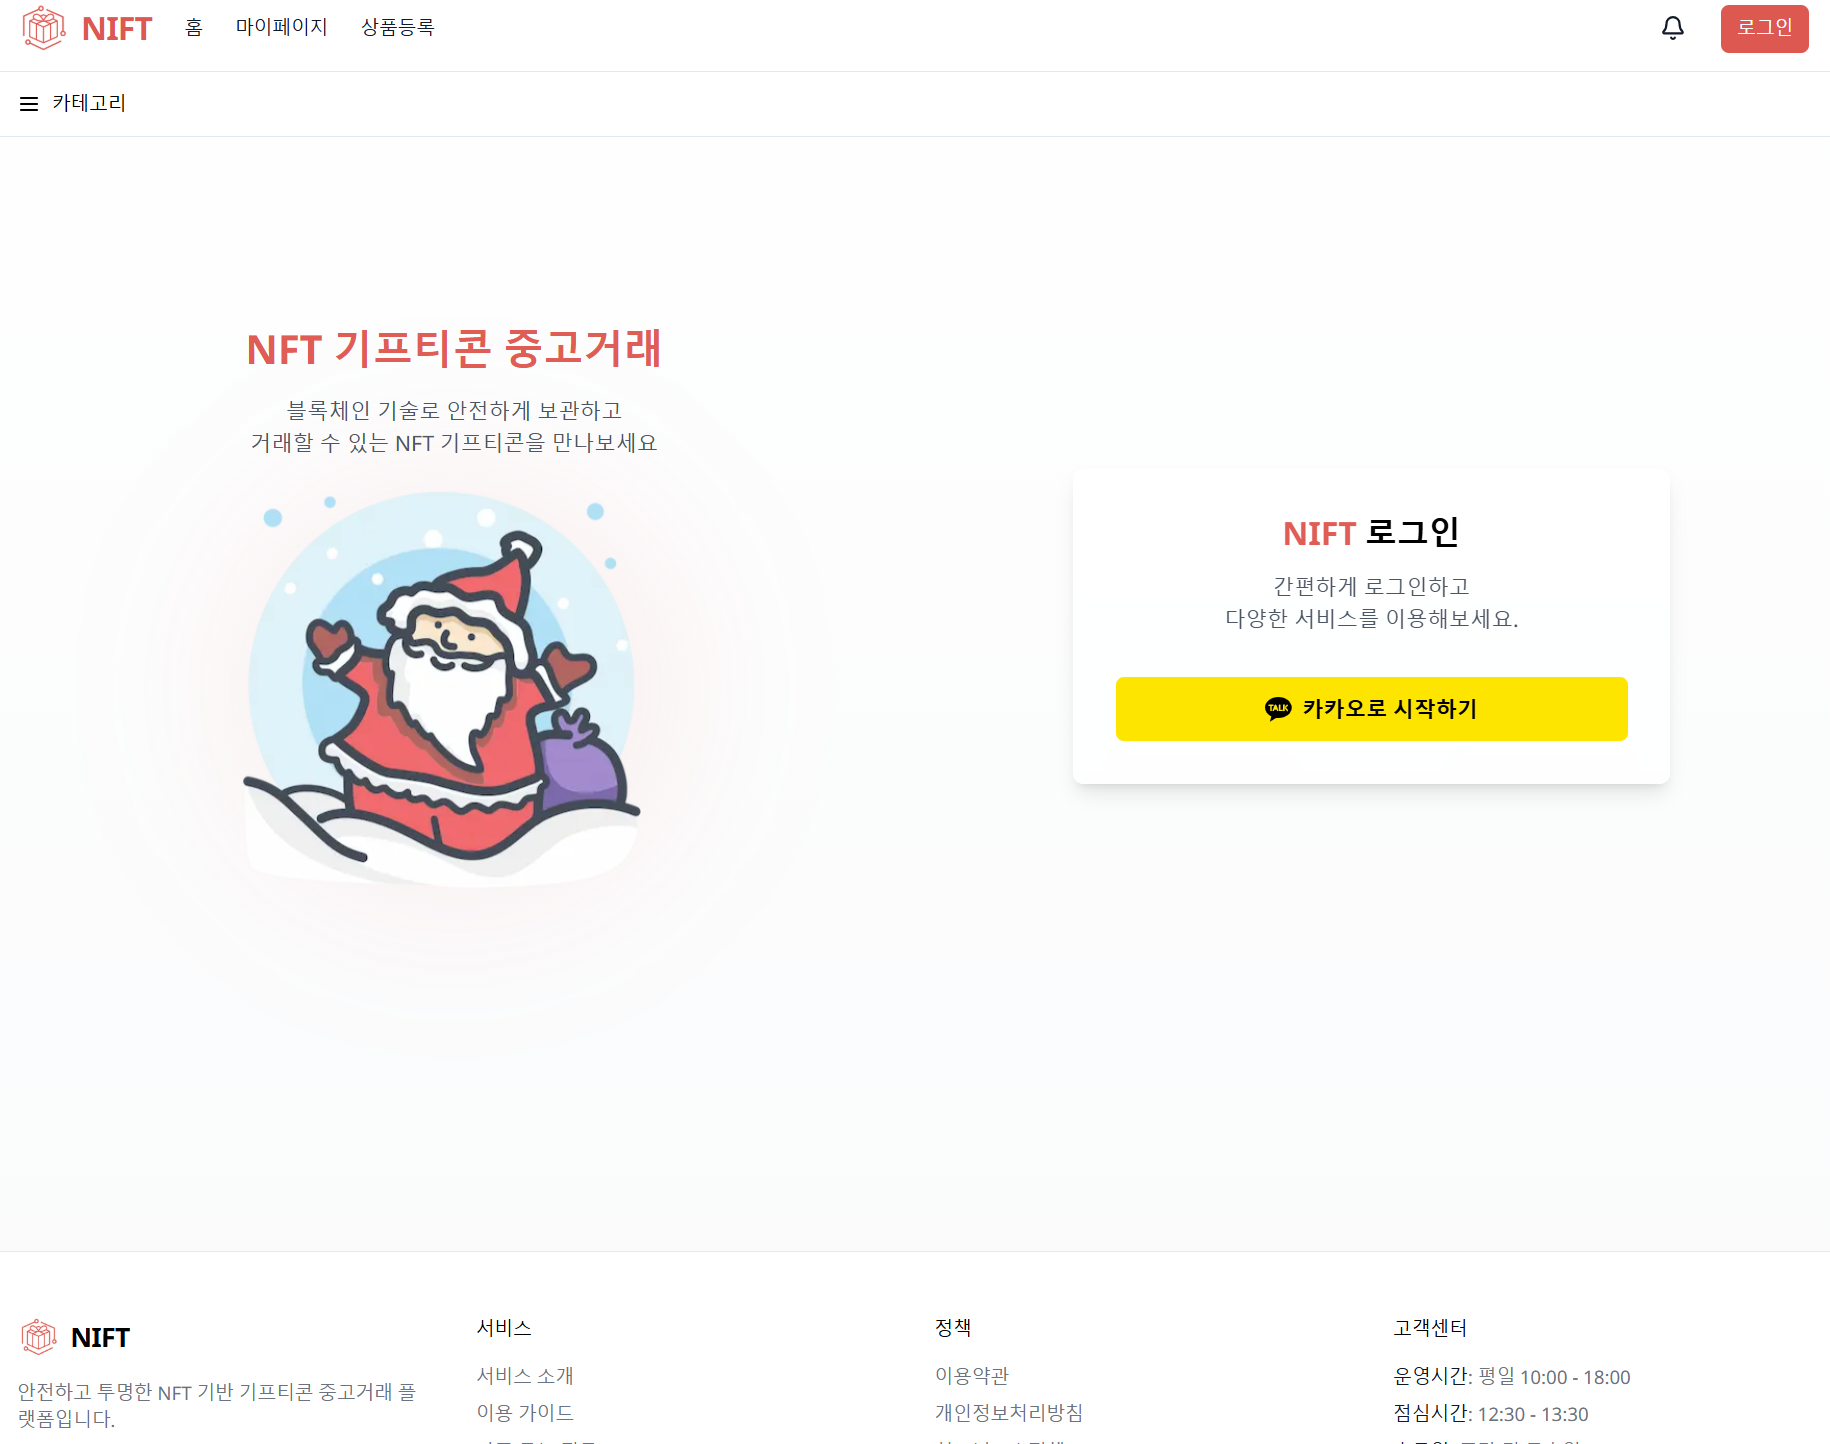 NIFT 홈 마이페이지 상품등록 로그인
카테고리
NFT 기프티콘 중고거래
블록체인 기술로 안전하게 보관하고
거래할 수 있는 NFT 기프티콘을 만나보세요
NIFT 로그인
간편하게 로그인하고
다양한 서비스를 이용해보세요.
TALK 카카오로 시작하기
NIFT
안전하고 투명한 NFT 기반 기프티콘 중고거래 플
랫폼입니다.
서비스
서비스 소개
이용 가이드
정책
이용약관
개인정보처리방침
고객센터
운영시간: 평일 10:00 - 18:00
점심시간: 12:30 - 13:30